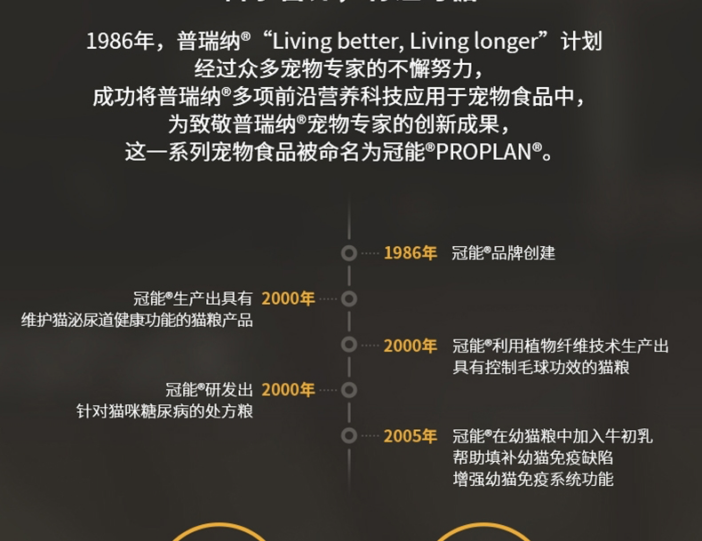 1986年，普瑞纳®“Living better, Living longer”计划
经过众多宠物专家的不懈努力，
成功将普瑞纳®多项前沿营养科技应用于宠物食品中，
为致敬普瑞纳®宠物专家的创新成果，
这一系列宠物食品被命名为冠能®PROPLAN®。
1986年 冠能®品牌创建
冠能®生产出具有 2000年
维护猫泌尿道健康功能的猫粮产品
2000年 冠能®利用植物纤维技术生产出
具有控制毛球功效的猫粮
冠能®研发出 2000年
针对猫咪糖尿病的处方粮
2005年 冠能®在幼猫粮中加入牛初乳
帮助填补幼猫免疫缺陷
增强幼猫免疫系统功能